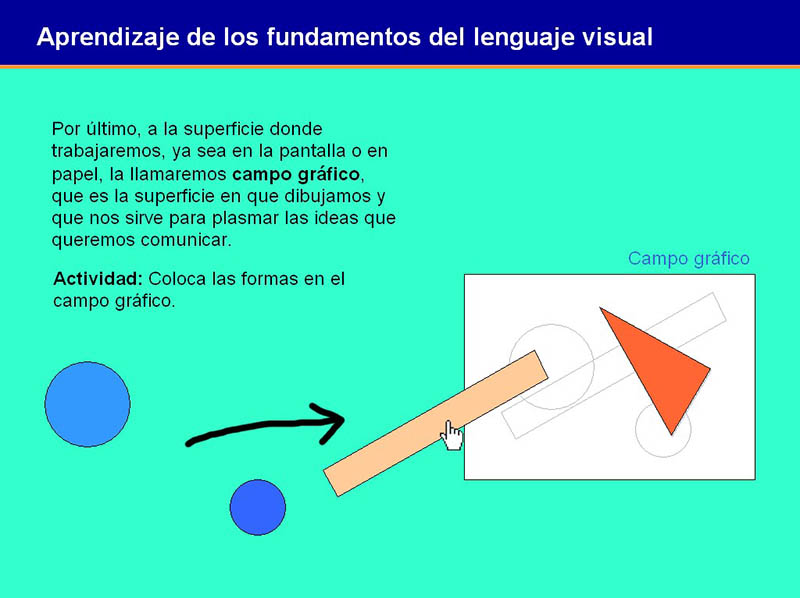 Aprendizaje de los fundamentos del lenguaje visual
Por último, a la superficie donde
trabajaremos, ya sea en la pantalla o en
papel, la llamaremos campo gráfico,
que es la superficie en que dibujamos y
que nos sirve para plasmar las ideas que
queremos comunicar.
Actividad: Coloca las formas en el
campo gráfico.
Campo gráfico